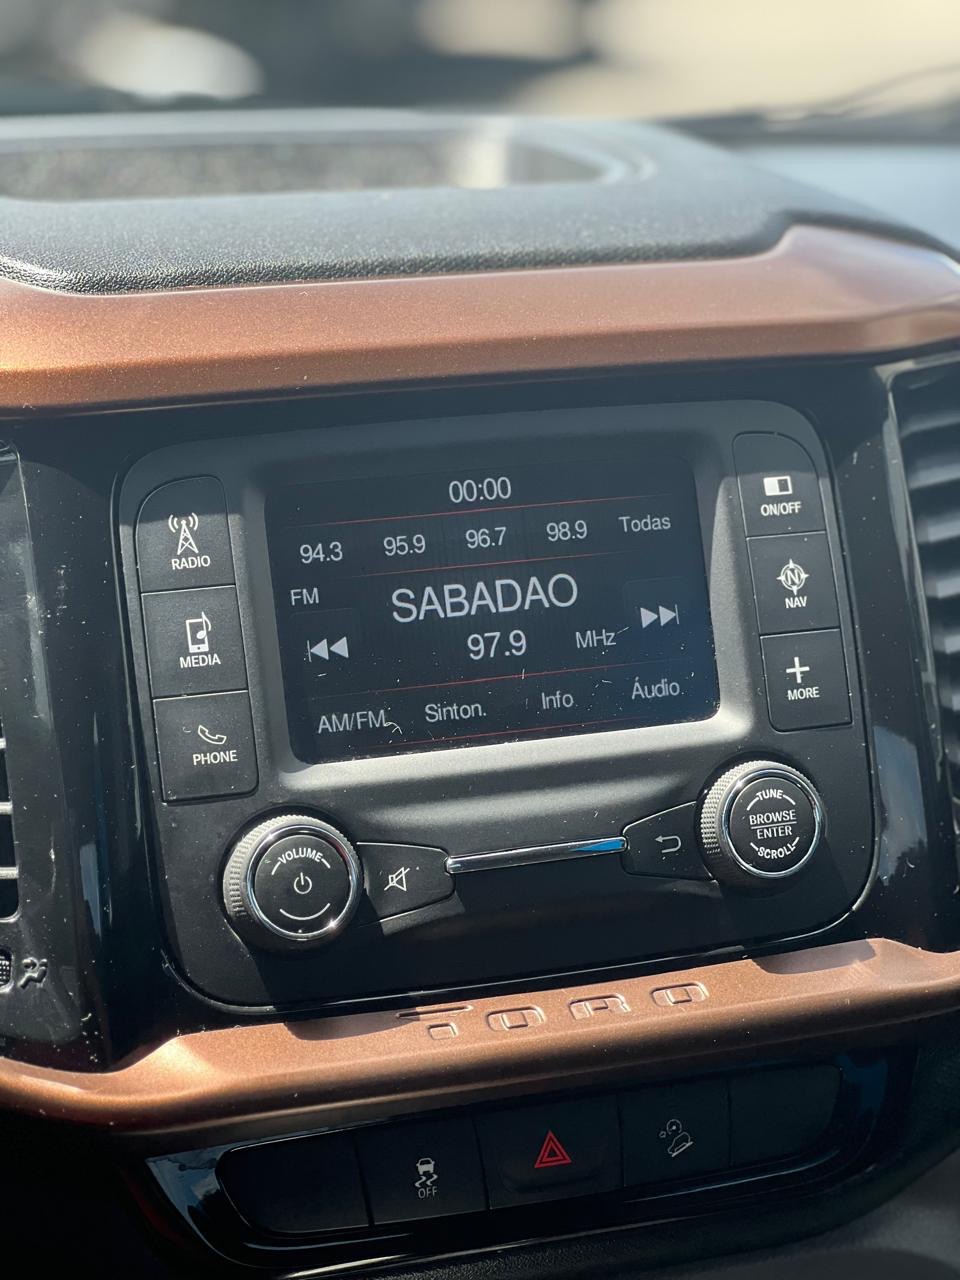 00:00
94.3 95.9 96.7 98.9 Todas
FM
SABADAO
97.9 MHz
AM/FM Sinton. Info Áudio
RADIO
MEDIA
PHONE
ON/OFF
N
NAV
MORE
VOLUME
TUNE
BROWSE
ENTER
SCROLL
TORO
OFF